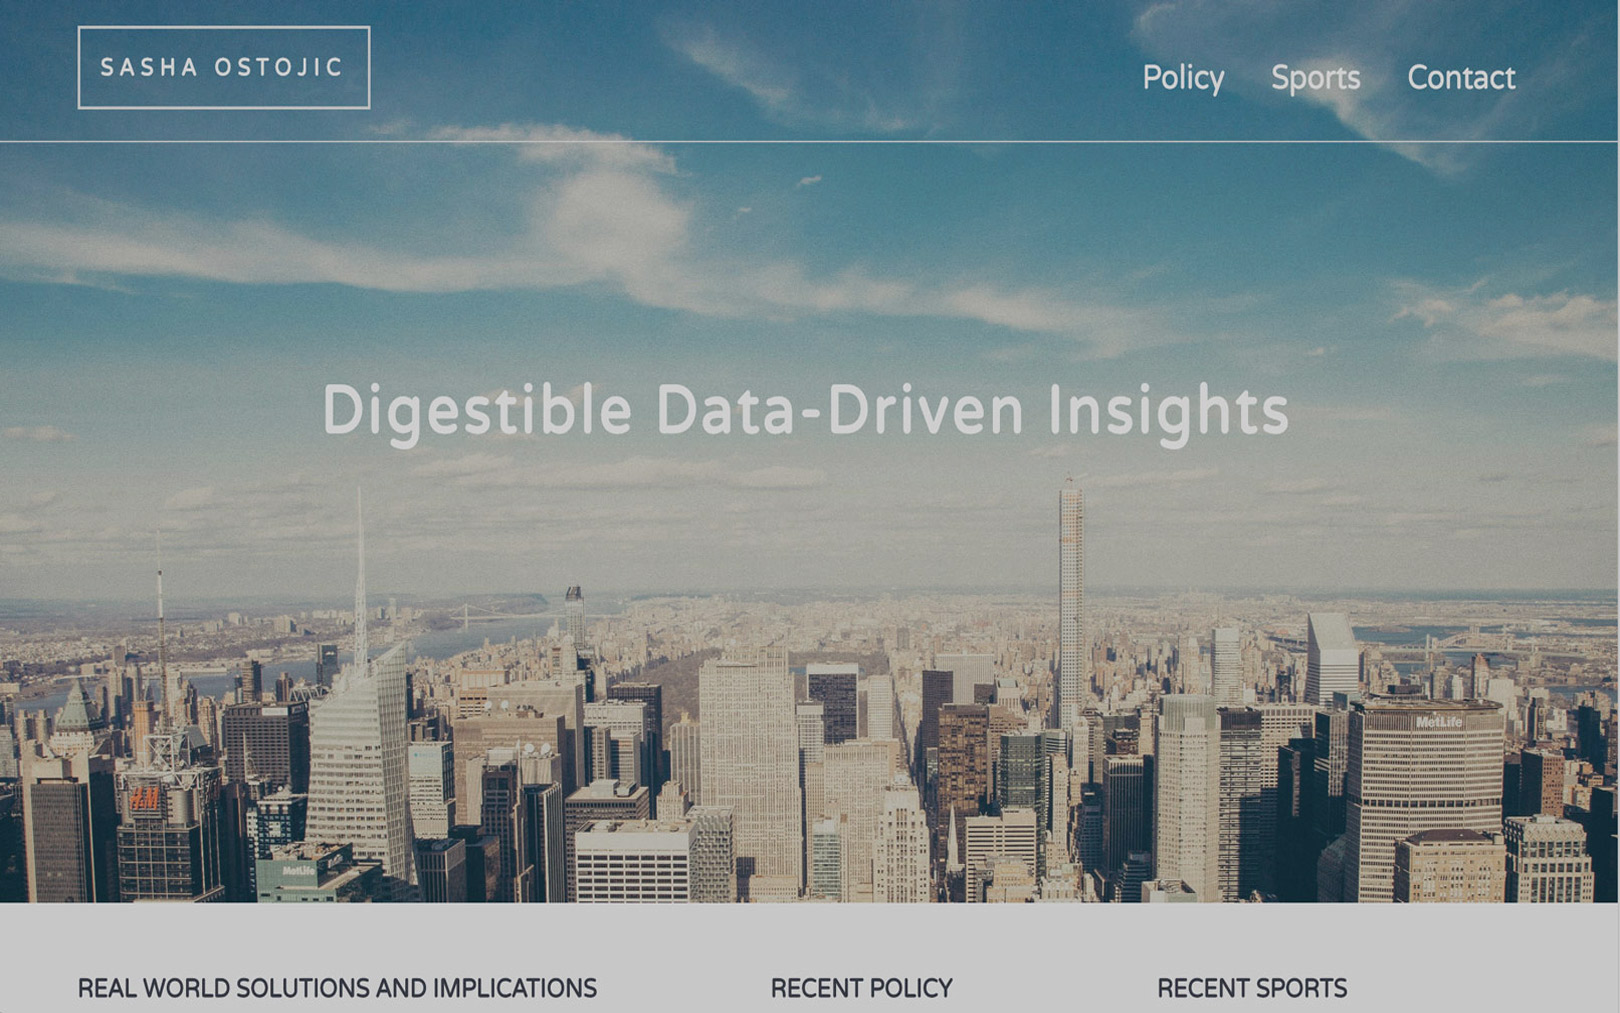 SASHA OSTOJIC
Policy Sports Contact
Digestible Data-Driven Insights
MetLife
H&M
MetLife
REAL WORLD SOLUTIONS AND IMPLICATIONS
RECENT POLICY
RECENT SPORTS